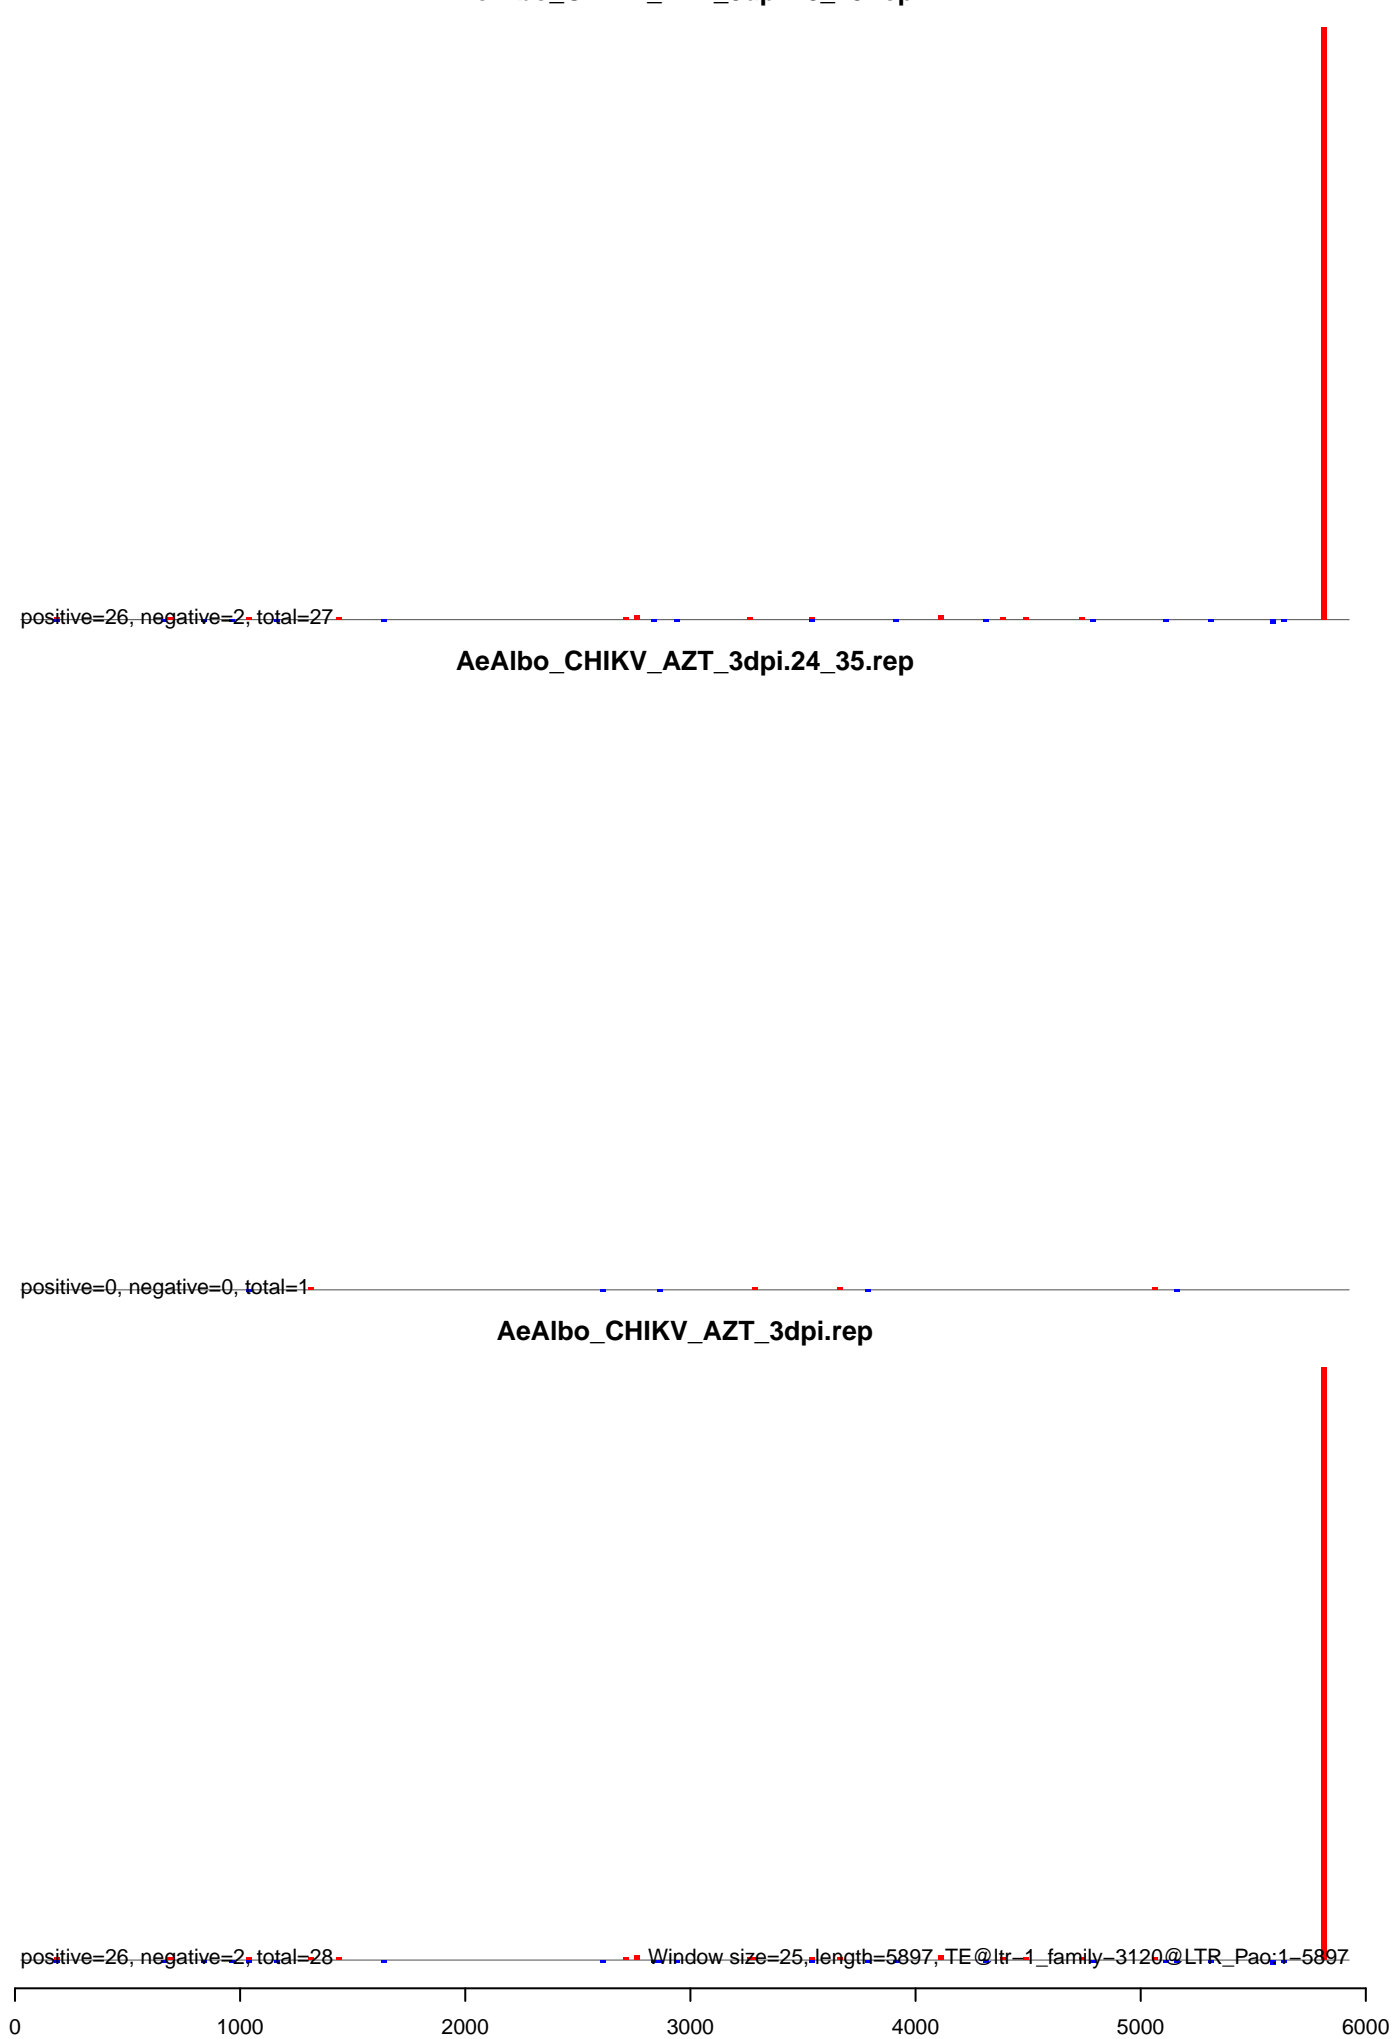 positive=26, negative=2, total=27
AeAlbo_CHIKV_AZT_3dpi.24_35.rep
positive=0, negative=0, total=1
AeAlbo_CHIKV_AZT_3dpi.rep
positive=26, negative=2, total=28
Window size=25, length=5897, TE@ltr−1_family−3120@LTR_Pao:1−5897
0 1000 2000 3000 4000 5000 6000